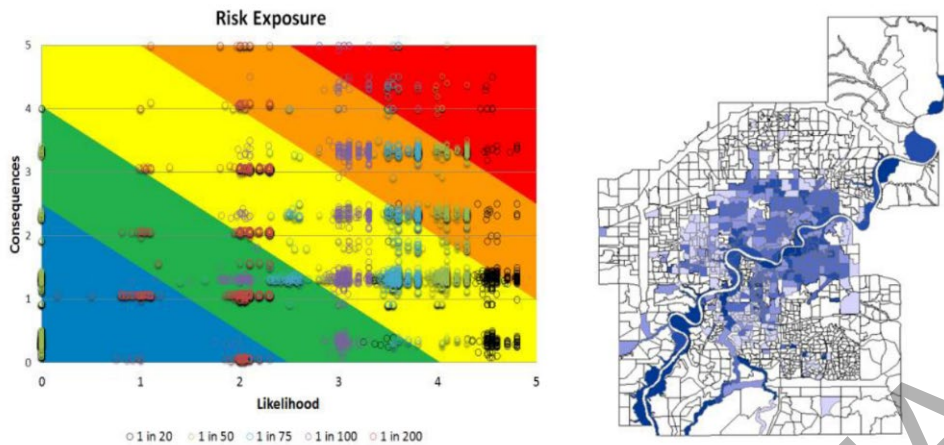 Risk Exposure
5
4
3
2
1
0
Consequences
0 1 2 3 4 5
Likelihood
○ 1 in 20 ○ 1 in 50 ○ 1 in 75 ○ 1 in 100 ○ 1 in 200